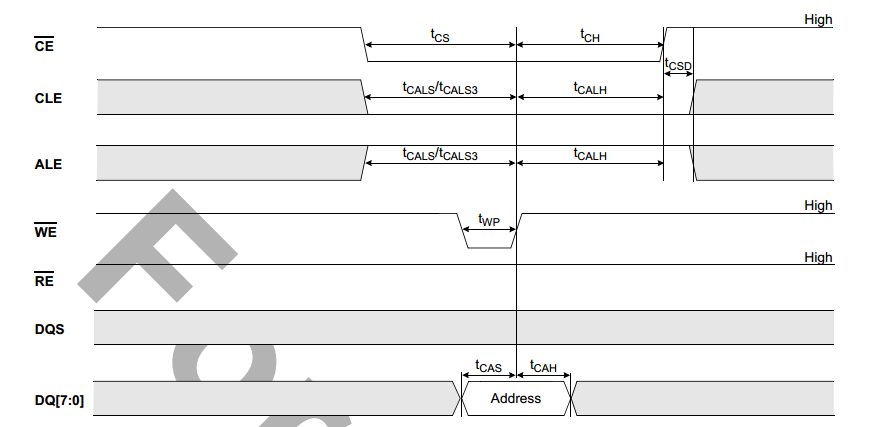 High
CE
tCS
tCH
tCSD
CLE
tCALS/tCALS3
tCALH
ALE
tCALS/tCALS3
tCALH
High
WE
tWP
High
RE
DQS
tCAS
tCAH
DQ[7:0]
Address